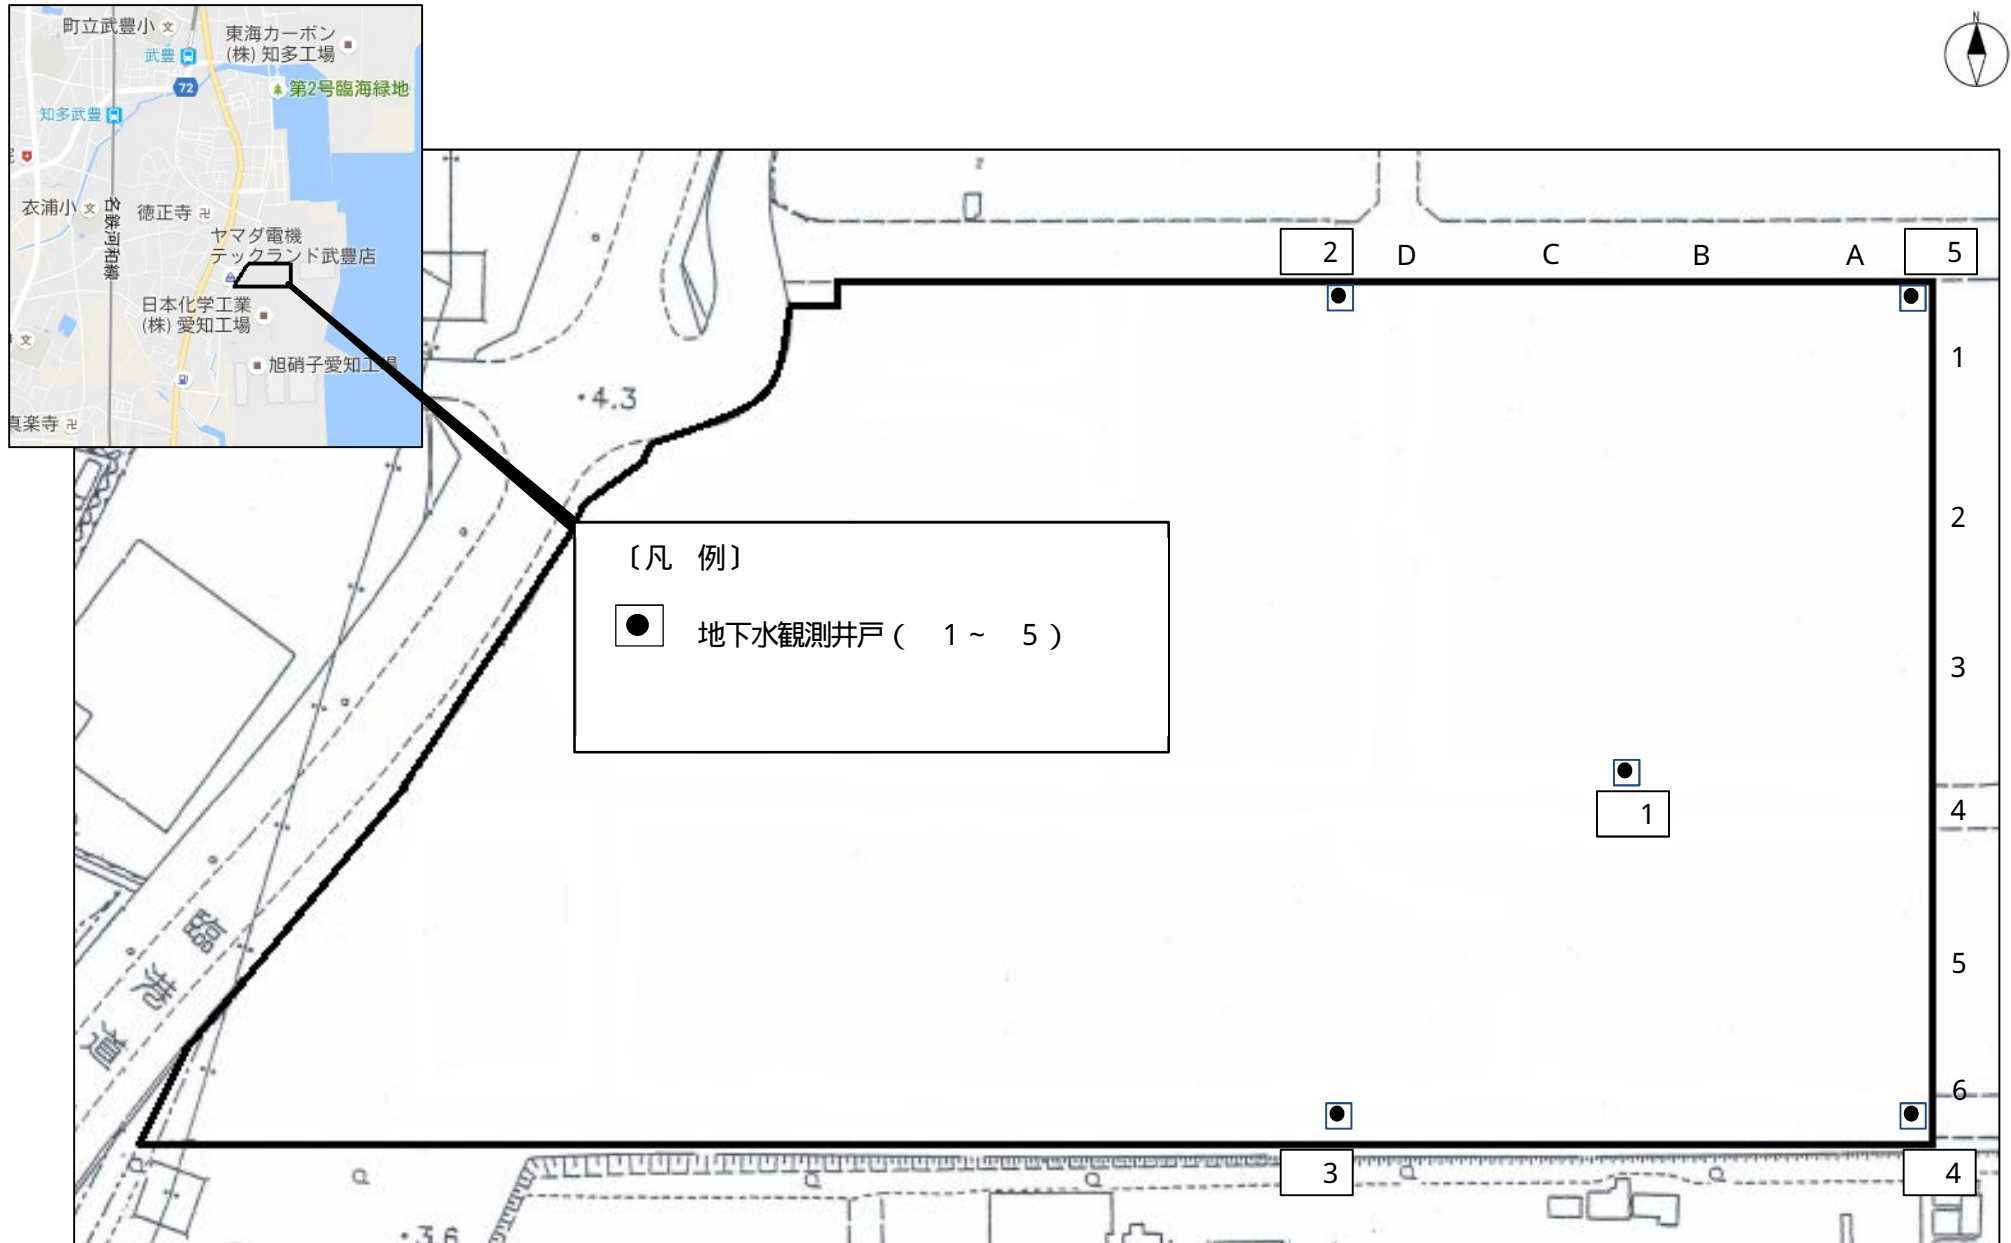 町立武豊小
東海カーボン
(株) 知多工場
武豊
72
第2号臨海緑地
知多武豊
衣浦小
徳正寺
名鉄河和線
ヤマダ電機
テックランド武豊店
日本化学工業
(株) 愛知工場
旭硝子愛知工場
真楽寺
N
2 D C B A 5
1
・4.3
2
〔凡 例〕
地下水観測井戸( 1 ~ 5 )
3
1
4
5
臨
港
6
3
4
・3.6